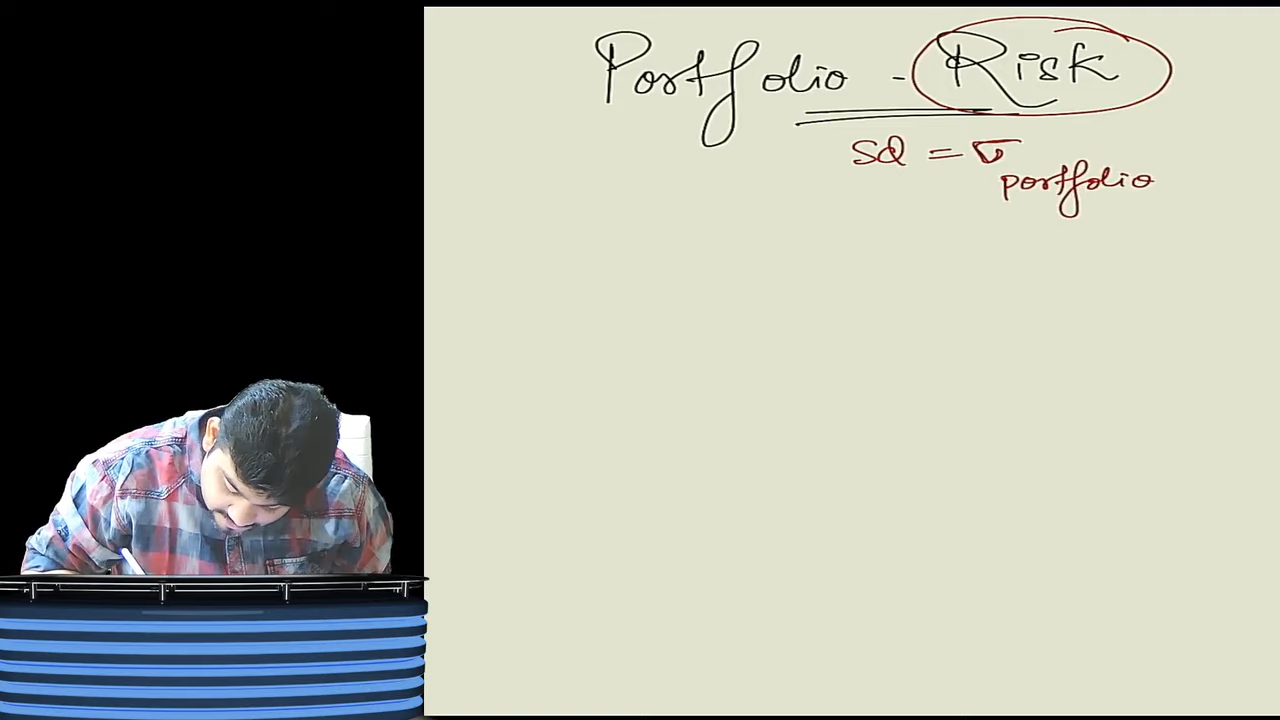 Portfolio - Risk
SD = σ
portfolio